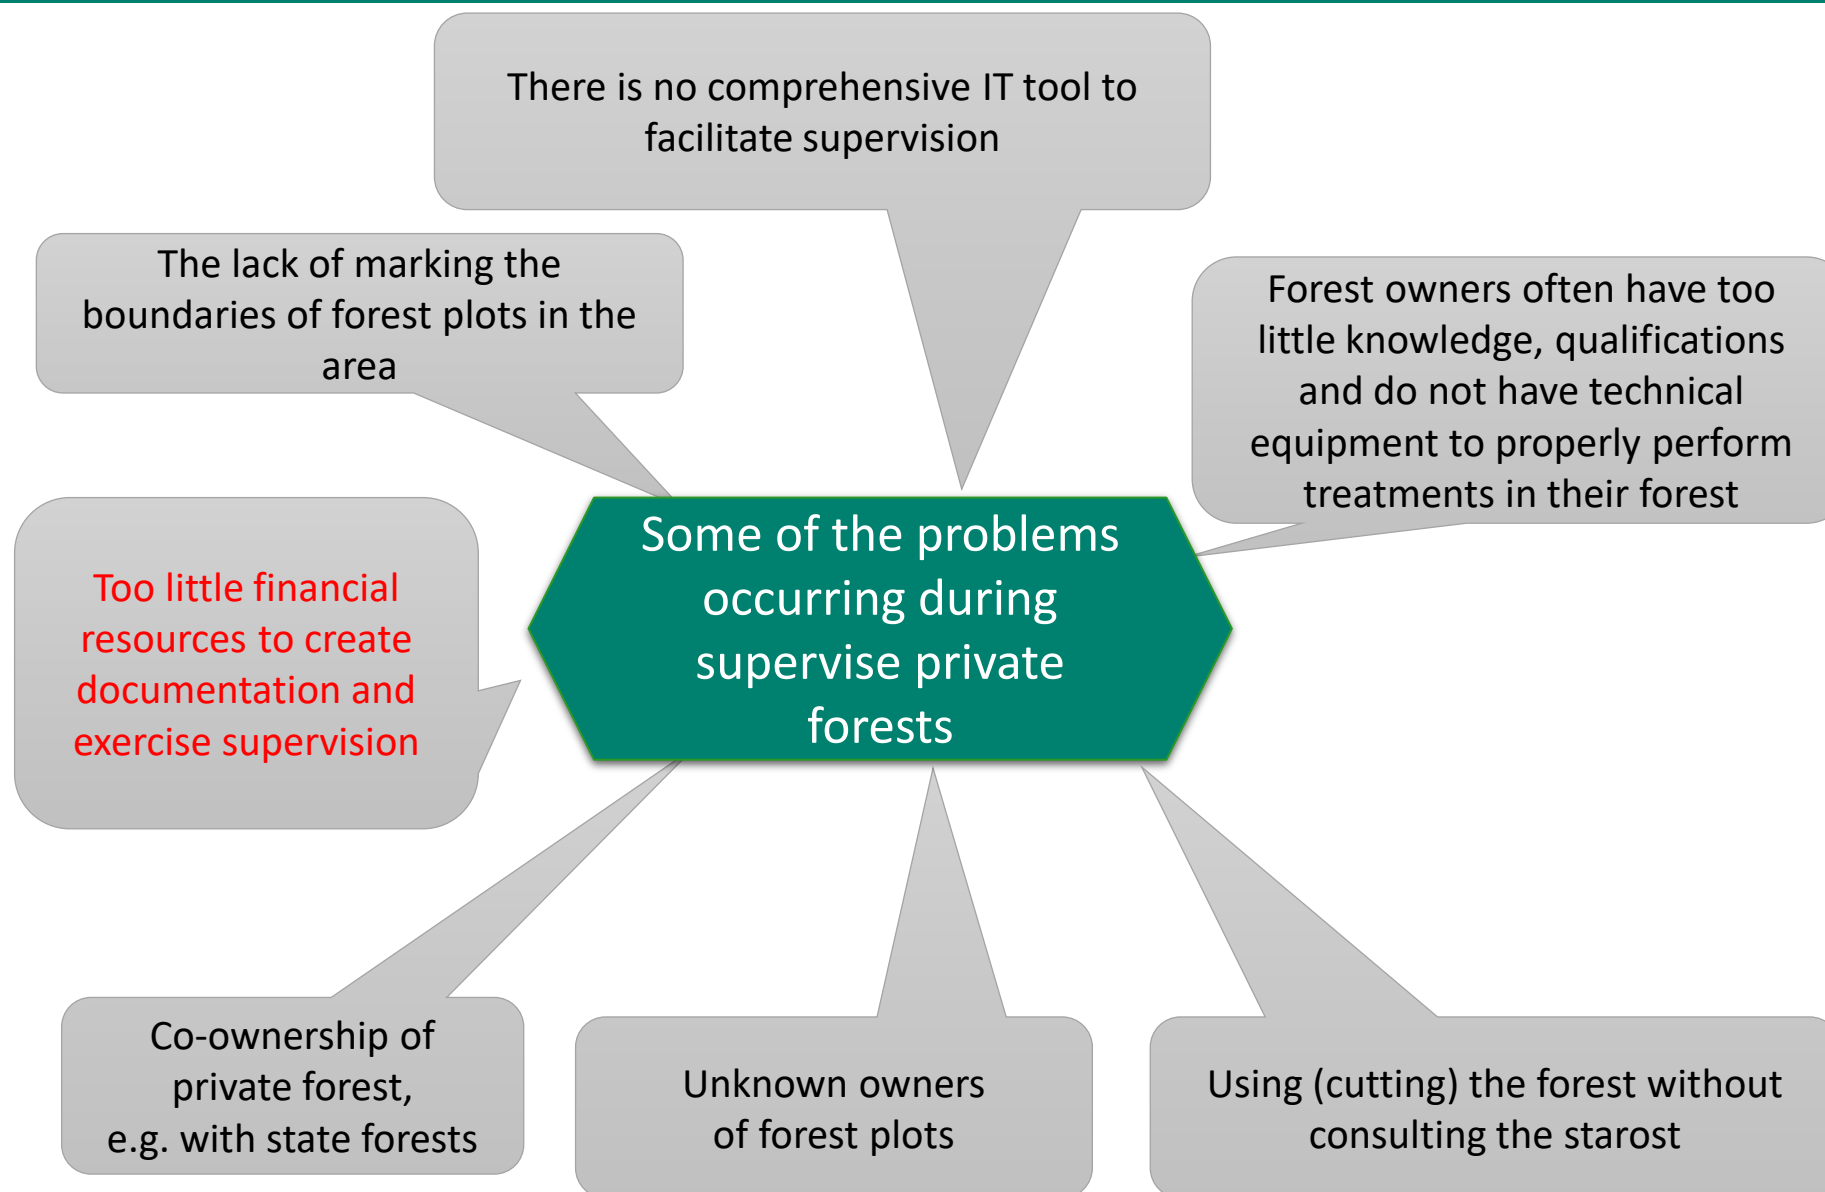 There is no comprehensive IT tool to
facilitate supervision
The lack of marking the
boundaries of forest plots in the
area
Forest owners often have too
little knowledge, qualifications
and do not have technical
equipment to properly perform
treatments in their forest
Too little financial
resources to create
documentation and
exercise supervision
Some of the problems
occurring during
supervise private
forests
Co-ownership of
private forest,
e.g. with state forests
Unknown owners
of forest plots
Using (cutting) the forest without
consulting the starost